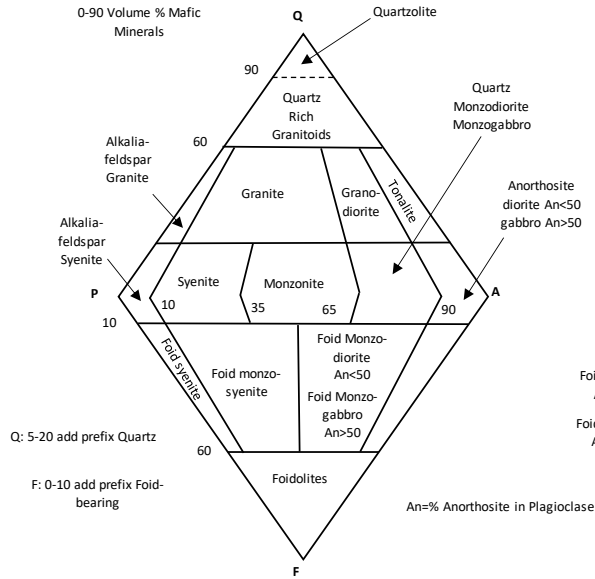 0-90 Volume % Mafic
Minerals
Q
Quartzolite
90
Quartz
Rich
Granitoids
Quartz
Monzodiorite
Monzogabbro
60
Alkalia-
feldspar
Granite
Granite
Grano-
diorite
Tonalite
Anorthosite
diorite An<50
gabbro An>50
Alkalia-
feldspar
Syenite
Syenite
Monzonite
P
A
10
35
65
90
10
Foid syenite
Foid monzo-
syenite
Foid Monzo-
diorite
An<50
Foid Monzo-
gabbro
An>50
Foi
A
Foid
A
Q: 5-20 add prefix Quartz
60
F: 0-10 add prefix Foid-
bearing
Foidolites
An=% Anorthosite in Plagioclase
F